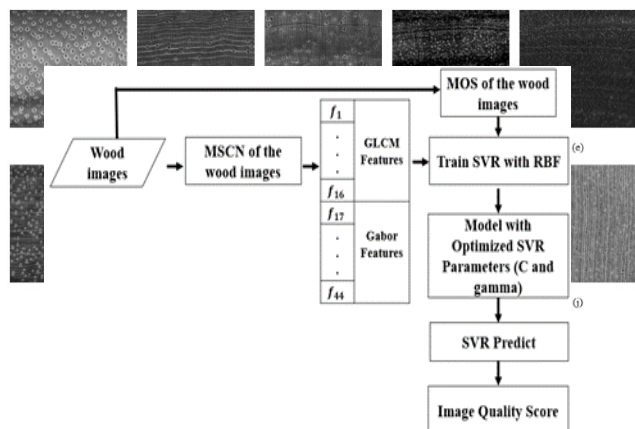 MOS of the wood
images
Wood
images
MSCN of the
wood images
f1
.
.
.
f16
GLCM
Features
f17
.
.
.
f44
Gabor
Features
Train SVR with RBF
(e)
Model with
Optimized SVR
Parameters (C and
gamma)
(j)
SVR Predict
Image Quality Score